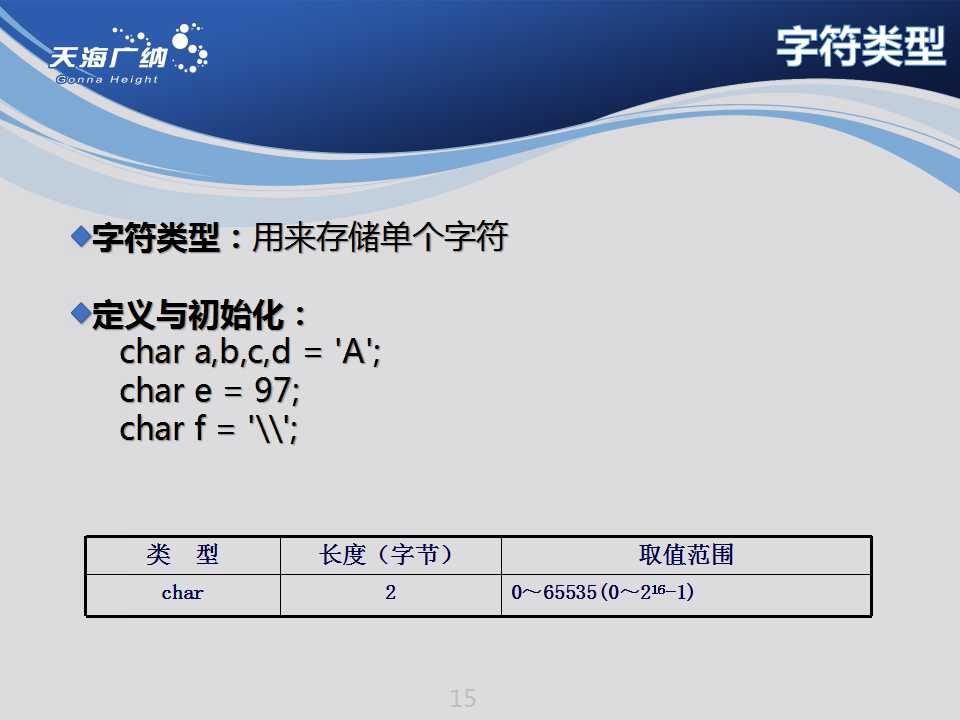 天海广纳
Gonna Height
字符类型
字符类型：用来存储单个字符
定义与初始化：
char a,b,c,d = 'A';
char e = 97;
char f = '\\';
类 型 长度（字节） 取值范围
char 2 0～65535(0～2¹⁶-1)
15